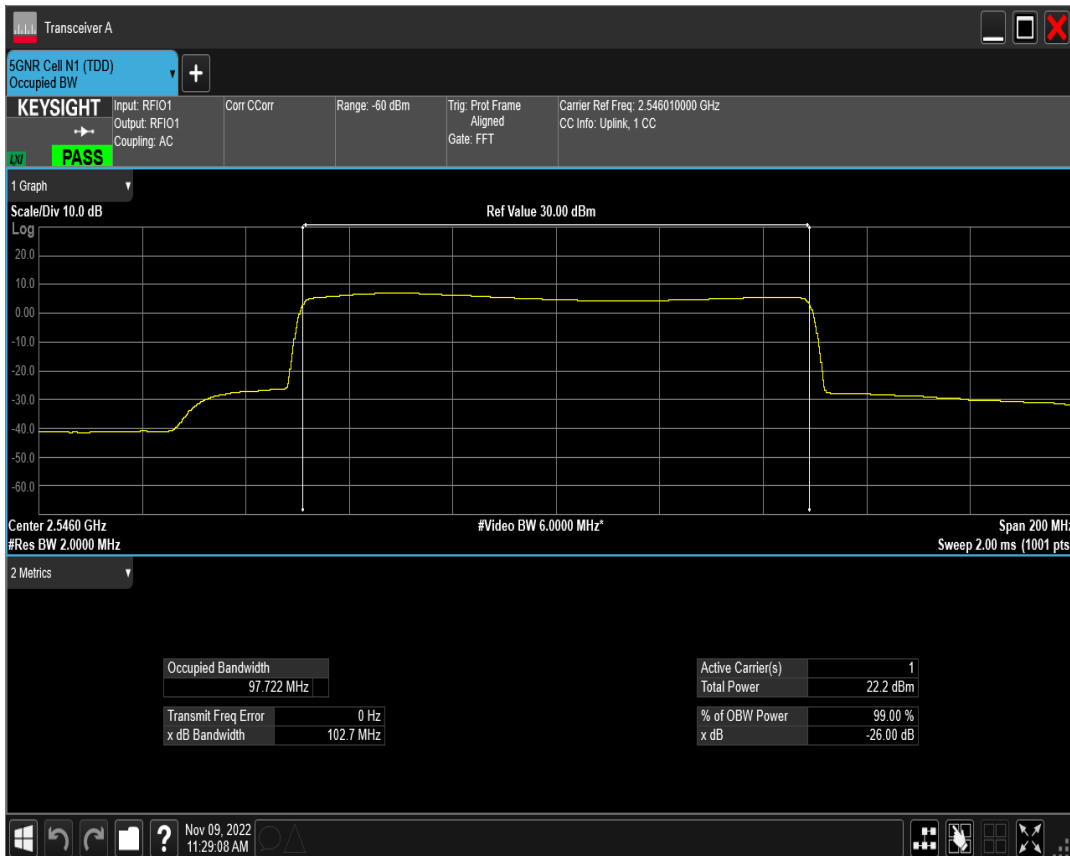 Transceiver A
5GNR Cell N1 (TDD)
Occupied BW
+
KEYSIGHT
LXI
PASS
Input: RFIO1
Output: RFIO1
Coupling: AC
Corr CCorr
Range: -60 dBm
Trig: Prot Frame
Aligned
Gate: FFT
Carrier Ref Freq: 2.546010000 GHz
CC Info: Uplink, 1 CC
1 Graph
Scale/Div 10.0 dB
Ref Value 30.00 dBm
Log
20.0
10.0
0.00
-10.0
-20.0
-30.0
-40.0
-50.0
-60.0
Center 2.5460 GHz
#Video BW 6.0000 MHz*
Span 200 MHz
#Res BW 2.0000 MHz
Sweep 2.00 ms (1001 pts
2 Metrics
Occupied Bandwidth
97.722 MHz
Transmit Freq Error 0 Hz
x dB Bandwidth 102.7 MHz
Active Carrier(s) 1
Total Power 22.2 dBm
% of OBW Power 99.00 %
x dB -26.00 dB
?
Nov 09, 2022
11:29:08 AM